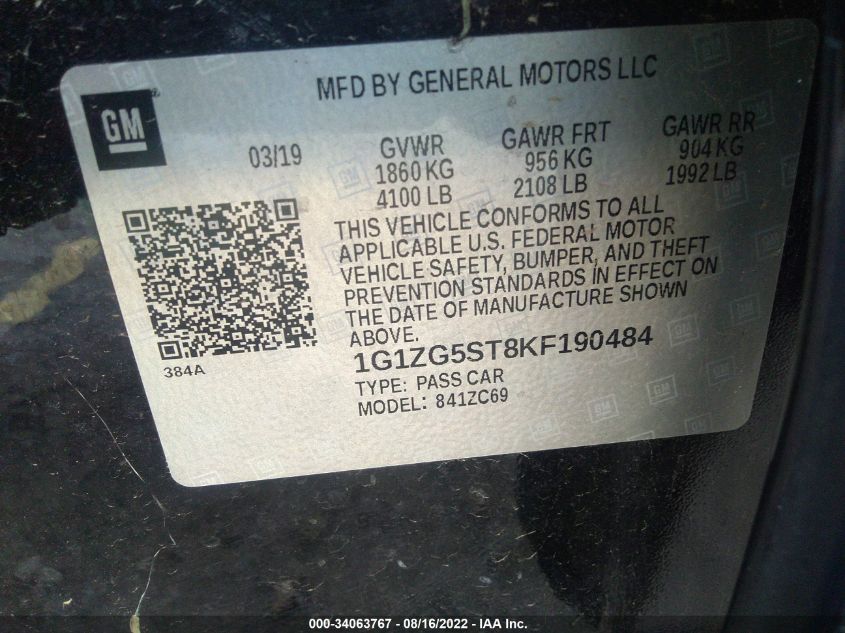 MFD BY GENERAL MOTORS LLC
GM
03/19
GVWR
1860 KG
4100 LB
GAWR FRT
956 KG
2108 LB
GAWR RR
904 KG
1992 LB
THIS VEHICLE CONFORMS TO ALL
APPLICABLE U.S. FEDERAL MOTOR
VEHICLE SAFETY, BUMPER, AND THEFT
PREVENTION STANDARDS IN EFFECT ON
THE DATE OF MANUFACTURE SHOWN
ABOVE.
384A
1G1ZG5ST8KF190484
TYPE: PASS CAR
MODEL: 841ZC69
000-34063767 - 08/16/2022 - IAA Inc.